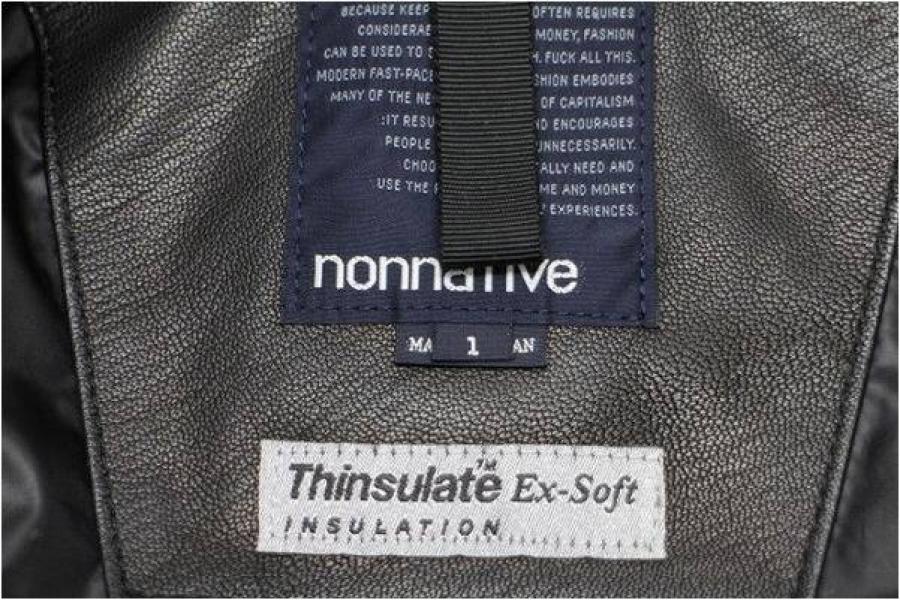 BECAUSE KEEP OFTEN REQUIRES
CONSIDERAB MONEY, FASHION
CAN BE USED TO S H. FUCK ALL THIS.
MODERN FAST-PACE SHION EMBODIES
MANY OF THE NE OF CAPITALISM
:IT RESU ND ENCOURAGES
PEOPLE UNNECESSARILY.
CHOO ALLY NEED AND
USE THE ME AND MONEY
EXPERIENCES.
nonnative
MA 1 AN
Thinsulate™ Ex-Soft
INSULATION